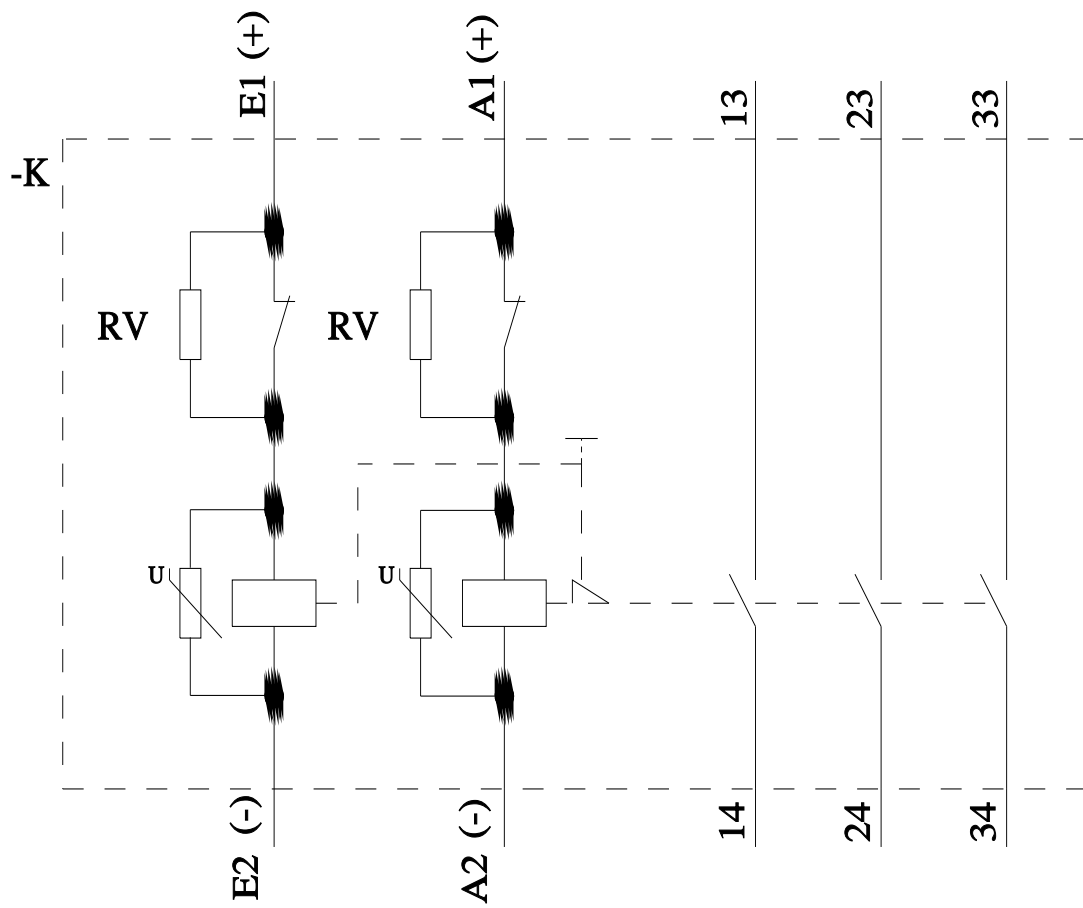 E1 (+)
A1 (+)
13
23
33
-K
RV
RV
U
U
E2 (-)
A2 (-)
14
24
34